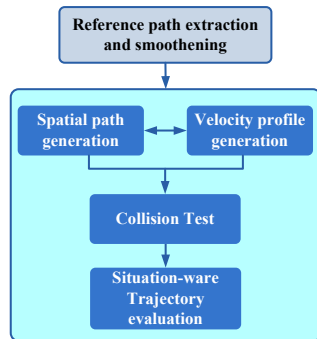 Reference path extraction
and smoothening
Spatial path
generation
Velocity profile
generation
Collision Test
Situation-ware
Trajectory
evaluation